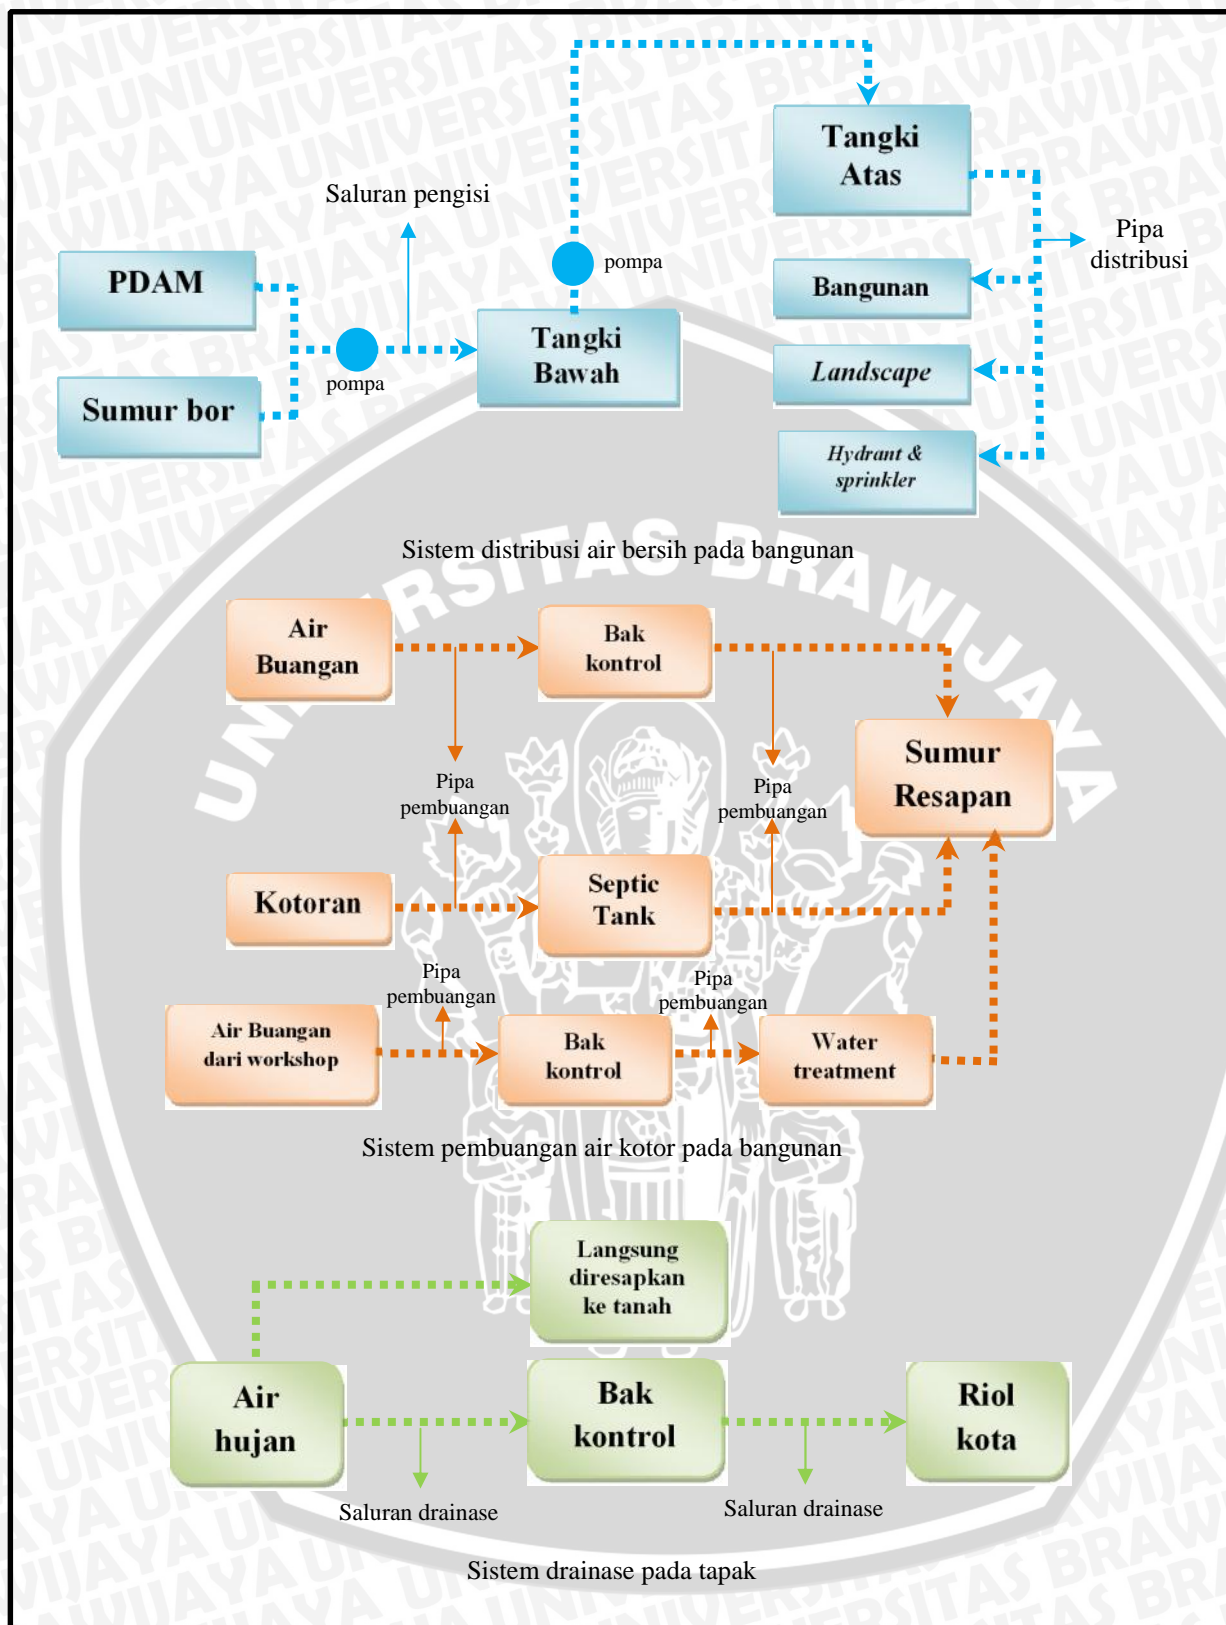 Tangki
Atas
Saluran pengisi
Pipa
distribusi
PDAM
pompa
Bangunan
Tangki
Bawah
pompa
Landscape
Sumur bor
Hydrant &
sprinkler
Sistem distribusi air bersih pada bangunan
UNIVERSITAS BRAWIJAYA
Air
Buangan
Bak
kontrol
Sumur
Resapan
Pipa
pembuangan
Pipa
pembuangan
Kotoran
Septic
Tank
Pipa
pembuangan
Pipa
pembuangan
Air Buangan
dari workshop
Bak
kontrol
Water
treatment
Sistem pembuangan air kotor pada bangunan
Langsung
diresapkan
ke tanah
Air
hujan
Bak
kontrol
Riol
kota
Saluran drainase
Saluran drainase
Sistem drainase pada tapak